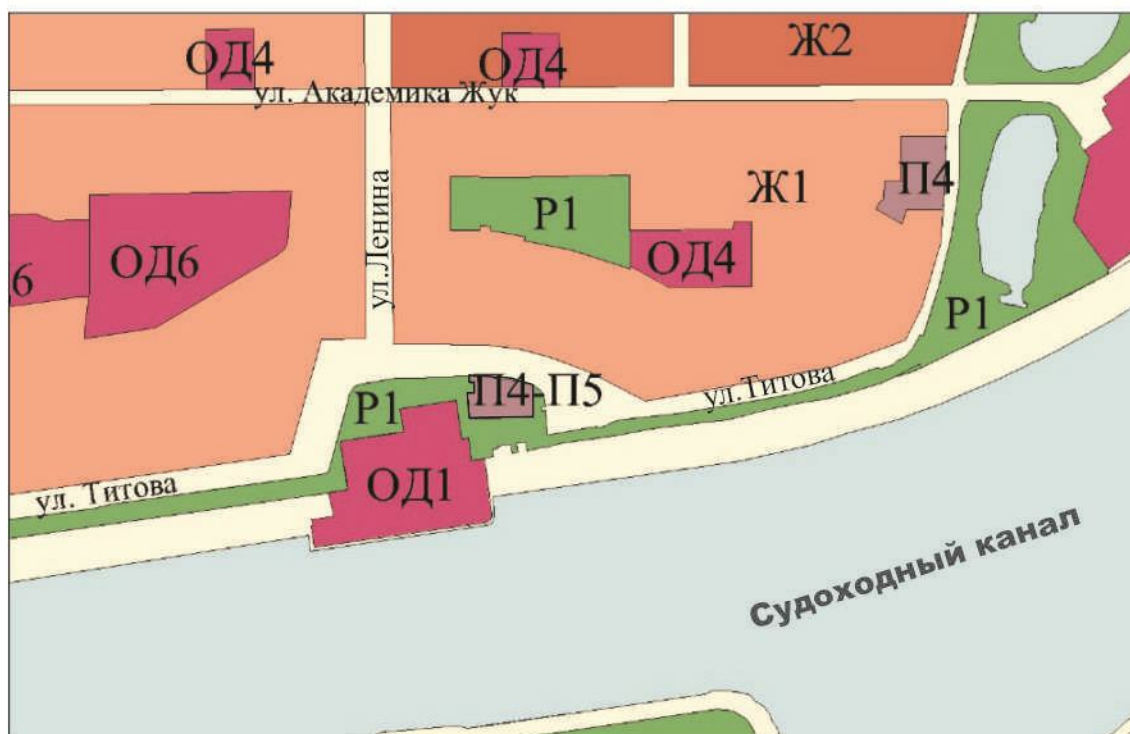 ОД4
ОД4
Ж2
ул. Академика Жук
П4
Ж1
ул.Ленина
Р1
ОД6
6
ОД4
Р1
П4-П5
ул.Титова
Р1
ОД1
ул. Титова
Судоходный канал